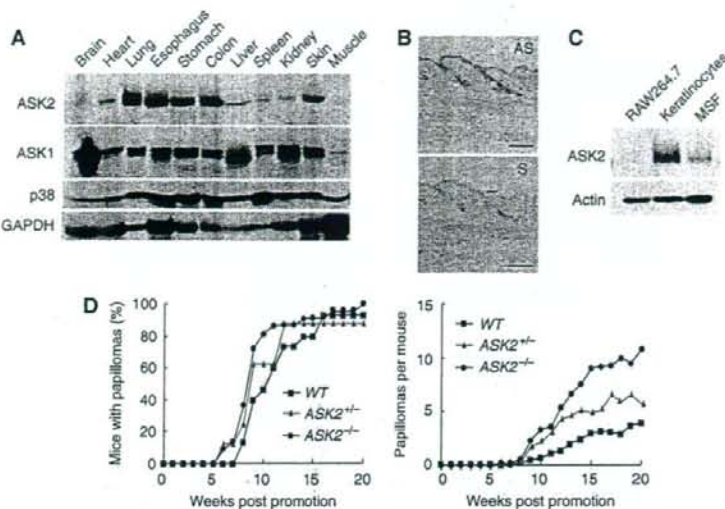 A
Brain
Heart
Lung
Esophagus
Stomach
Colon
Liver
Spleen
Kidney
Skin
Muscle
ASK2
ASK1
p38
GAPDH
B
AS
S
C
RAW264.7
Keratinocytes
MSF
ASK2
Actin
D
Mice with papillomas (%)
100
80
60
40
20
0
0 5 10 15 20
Weeks post promotion
WT
ASK2+/−
ASK2−/−
Papillomas per mouse
15
10
5
0
0 5 10 15 20
Weeks post promotion
WT
ASK2+/−
ASK2−/−